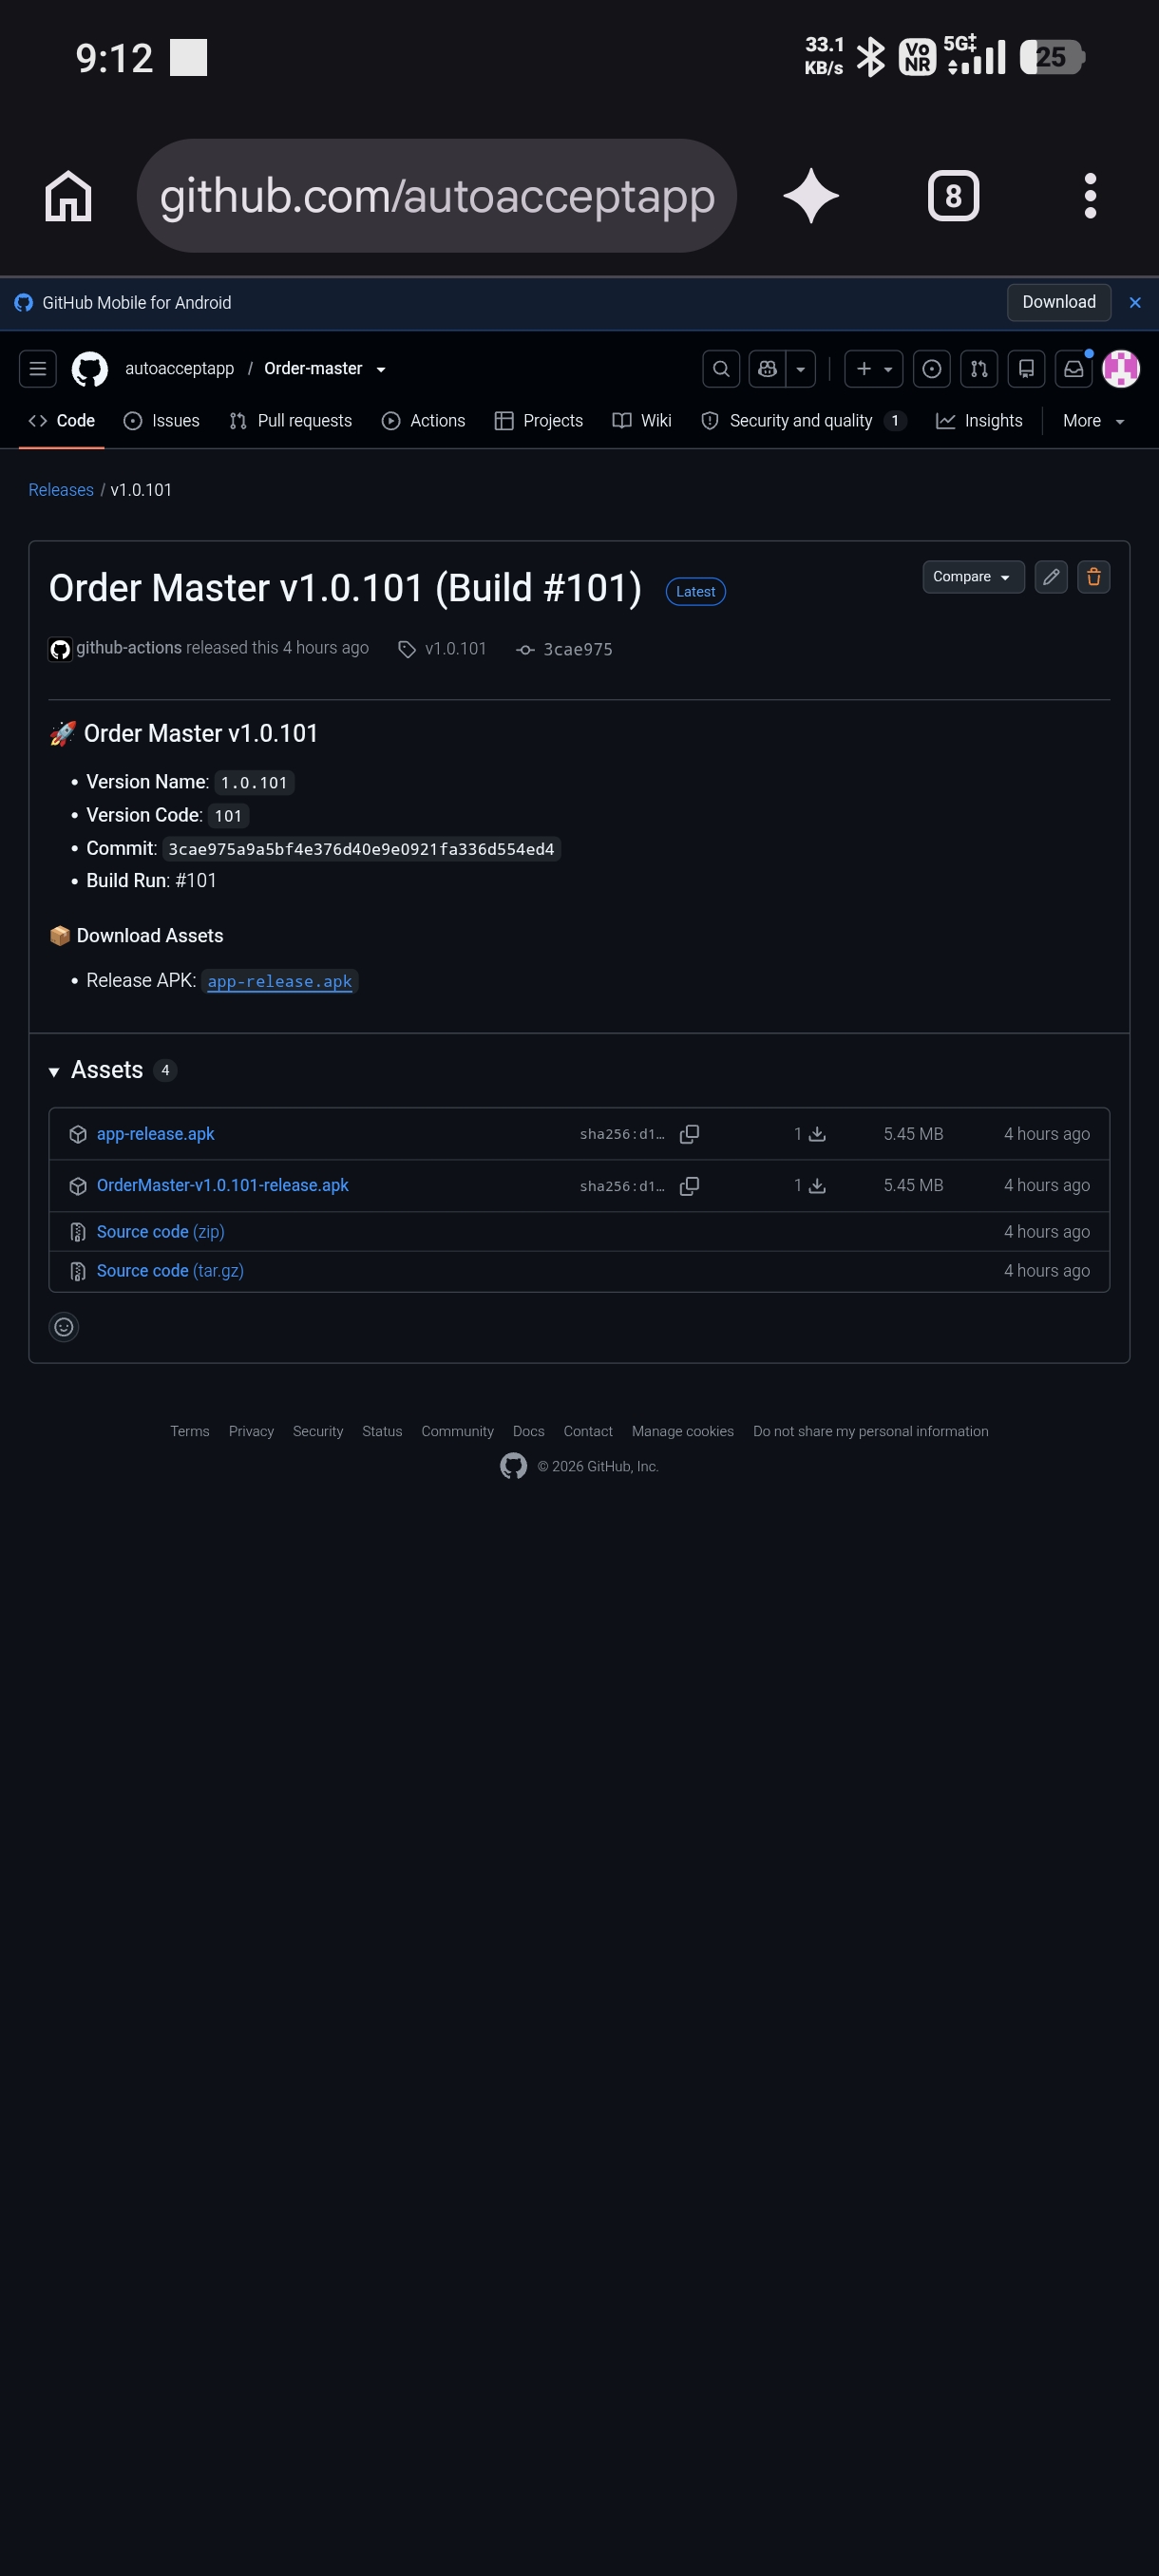 9:12
33.1 KB/s
VO NR
5G
25
github.com/autoacceptapp
8
GitHub Mobile for Android
Download
autoacceptapp / Order-master
Code
Issues
Pull requests
Actions
Projects
Wiki
Security and quality 1
Insights
More
Releases / v1.0.101
Order Master v1.0.101 (Build #101)
Latest
Compare
github-actions released this 4 hours ago
v1.0.101
3cae975
🚀 Order Master v1.0.101
• Version Name: 1.0.101
• Version Code: 101
• Commit: 3cae975a9a5bf4e376d40e9e0921fa336d554ed4
• Build Run: #101
📦 Download Assets
• Release APK: app-release.apk
Assets 4
app-release.apk sha256:d1… 1 5.45 MB 4 hours ago
OrderMaster-v1.0.101-release.apk sha256:d1… 1 5.45 MB 4 hours ago
Source code (zip) 4 hours ago
Source code (tar.gz) 4 hours ago
Terms Privacy Security Status Community Docs Contact Manage cookies Do not share my personal information
© 2026 GitHub, Inc.